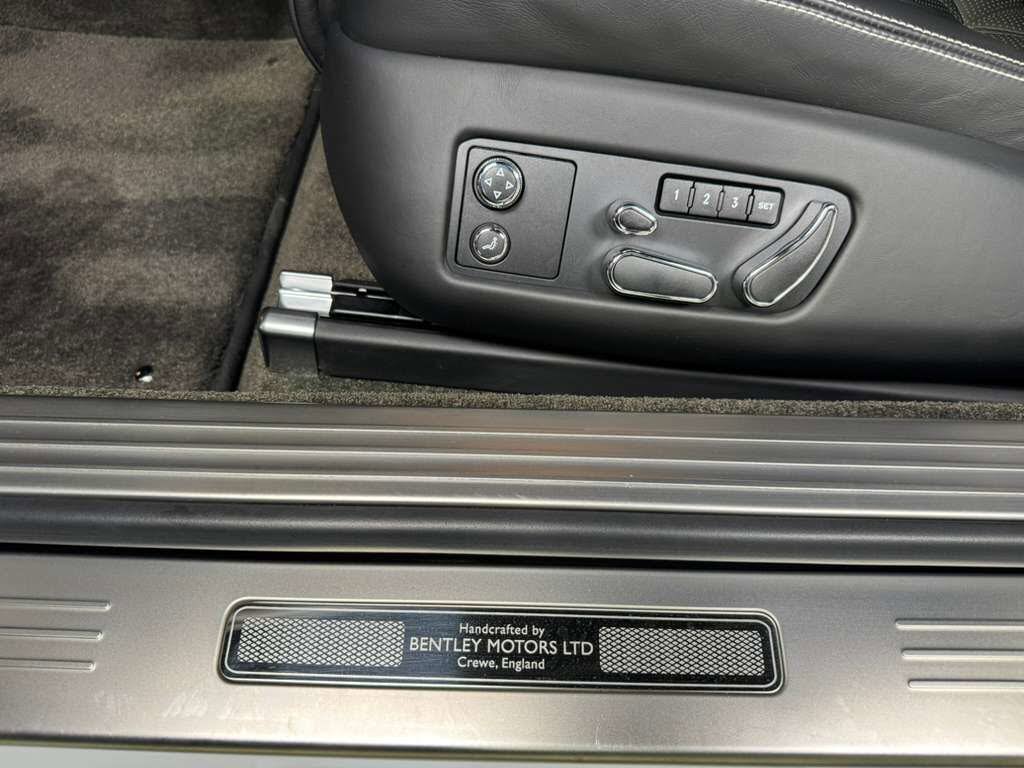 1 2 3 SET
Handcrafted by
BENTLEY MOTORS LTD
Crewe, England